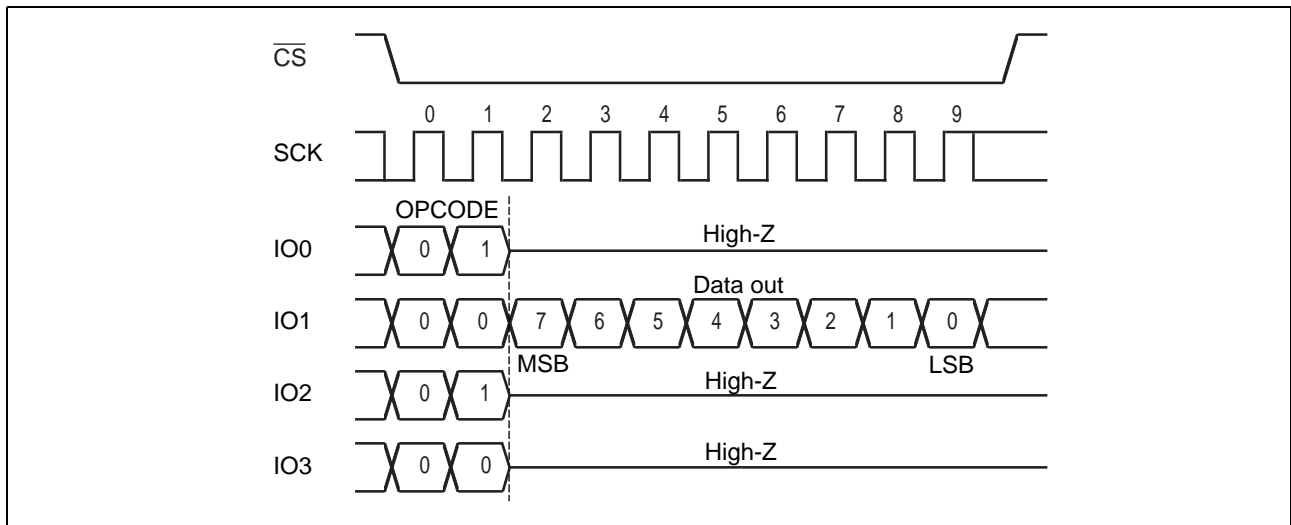 CS
0 1 2 3 4 5 6 7 8 9
SCK
OPCODE
IO0 0 1 High-Z
Data out
IO1 0 0 7 6 5 4 3 2 1 0
MSB LSB
IO2 0 1 High-Z
IO3 0 0 High-Z